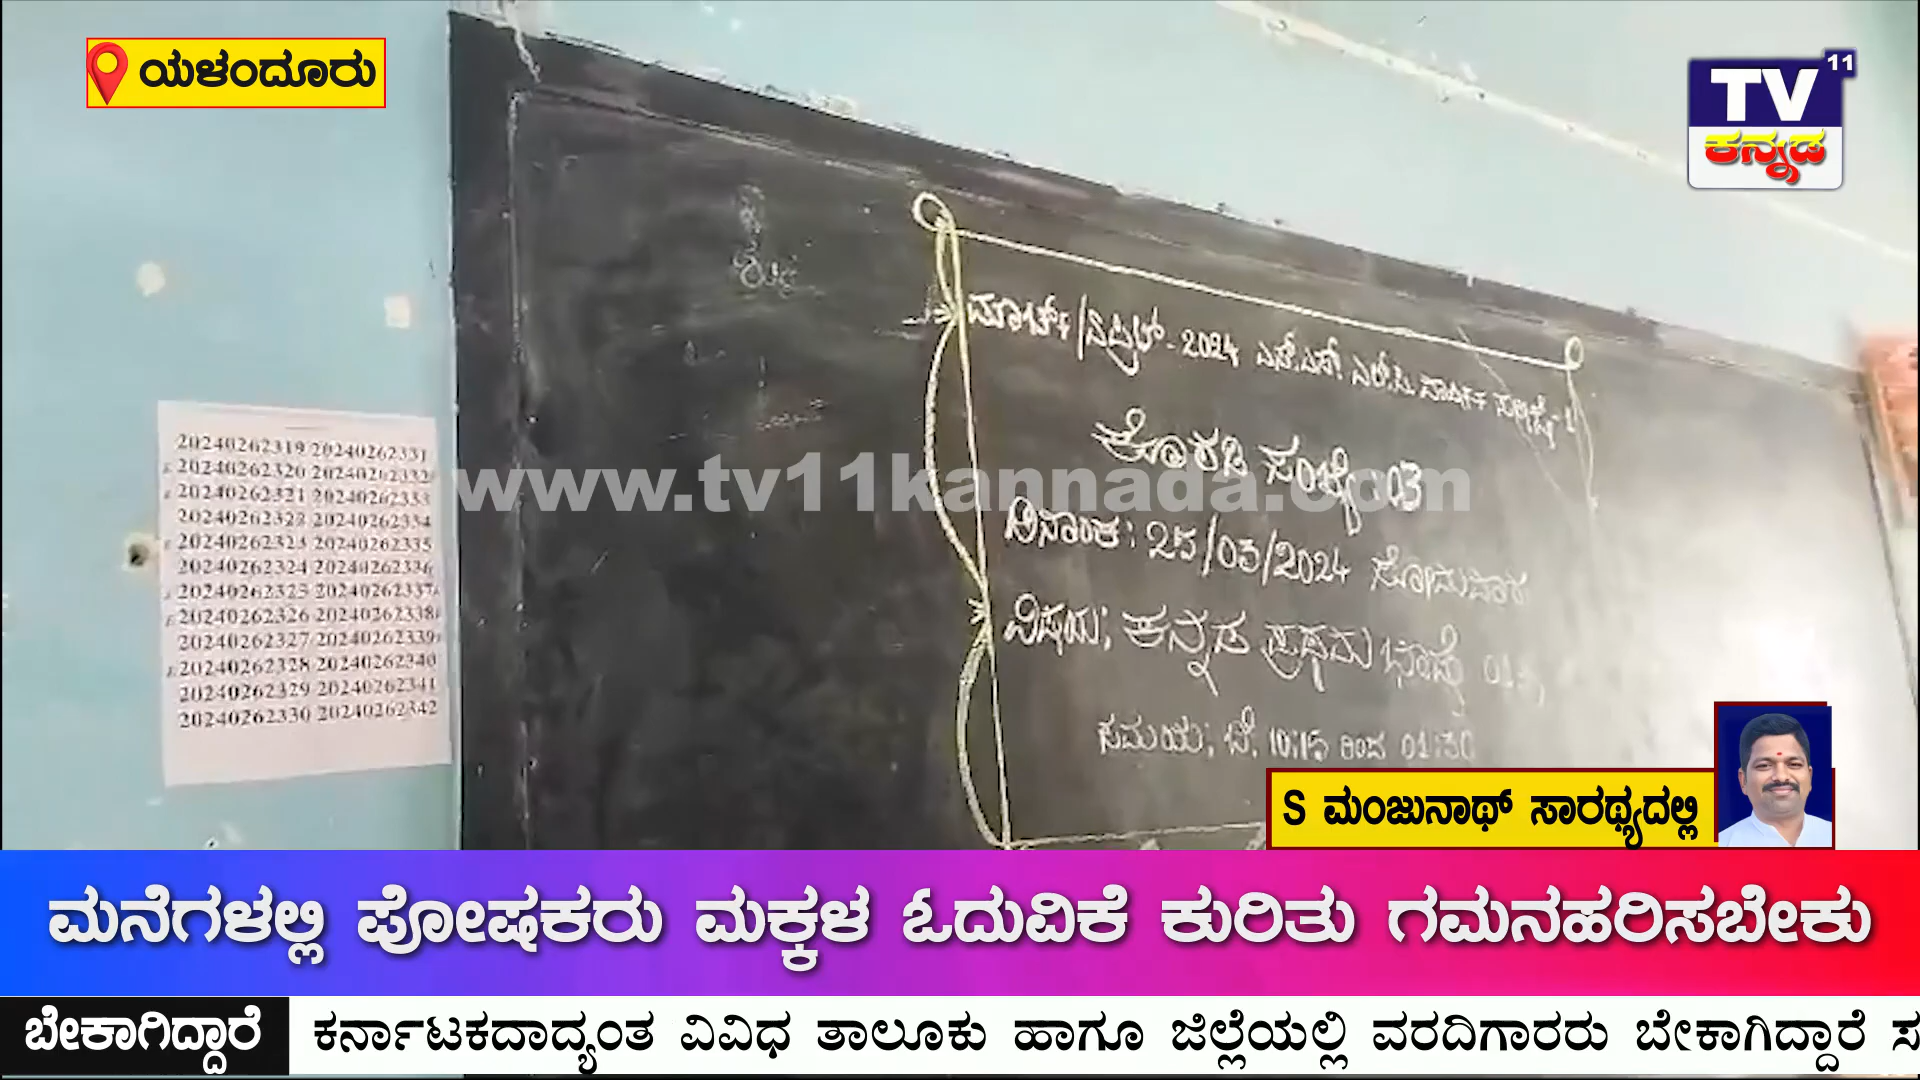 ಯಳಂದೂರು
TV 11
ಕನ್ನಡ
ಮಾರ್ಚ್/ಏಪ್ರಿಲ್-2024 ಎಸ್.ಎಸ್.ಎಲ್.ಸಿ. ವಾರ್ಷಿಕ ಪರೀಕ್ಷೆ-1
ಕೊಠಡಿ ಸಂಖ್ಯೆ 03
ದಿನಾಂಕ: 25/03/2024 ಸೋಮವಾರ
ವಿಷಯ: ಕನ್ನಡ ಪ್ರಥಮ ಭಾಷೆ
ಸಮಯ: ಬೆ. 10:15 ರಿಂದ 01:30
20240262319 20240262331
20240262320 20240262332
20240262321 20240262333
20240262322 20240262334
20240262323 20240262335
20240262324 20240262336
20240262325 20240262337
20240262326 20240262338
20240262327 20240262339
20240262328 20240262340
20240262329 20240262341
20240262330 20240262342
www.tv11kannada.com
S ಮಂಜುನಾಥ್ ಸಾರಥ್ಯದಲ್ಲಿ
ಮನೆಗಳಲ್ಲಿ ಪೋಷಕರು ಮಕ್ಕಳ ಓದುವಿಕೆ ಕುರಿತು ಗಮನಹರಿಸಬೇಕು
ಬೇಕಾಗಿದ್ದಾರೆ ಕರ್ನಾಟಕದಾದ್ಯಂತ ವಿವಿಧ ತಾಲೂಕು ಹಾಗೂ ಜಿಲ್ಲೆಯಲ್ಲಿ ವರದಿಗಾರರು ಬೇಕಾಗಿದ್ದಾರೆ ಸ